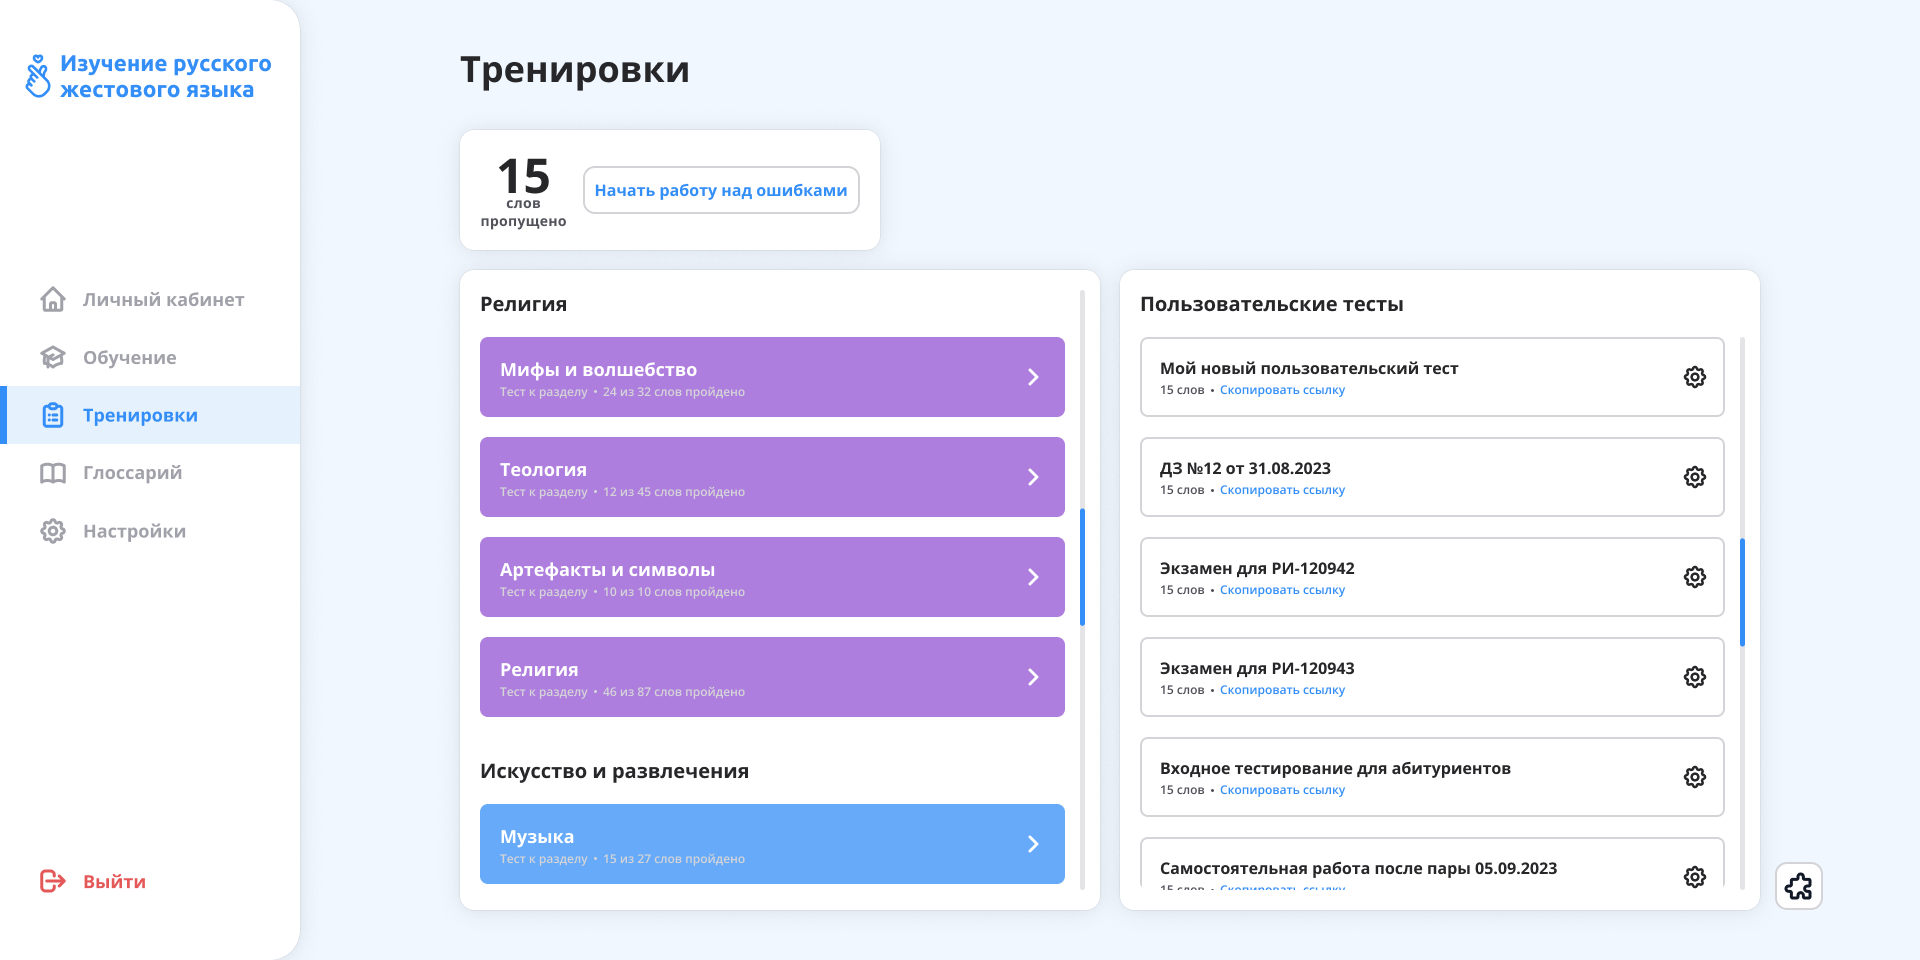 Изучение русского
жестового языка
Личный кабинет
Обучение
Тренировки
Глоссарий
Настройки
Выйти
Тренировки
15
слов
пропущено
Начать работу над ошибками
Религия
Мифы и волшебство
Тест к разделу • 24 из 32 слов пройдено
Теология
Тест к разделу • 12 из 45 слов пройдено
Артефакты и символы
Тест к разделу • 10 из 10 слов пройдено
Религия
Тест к разделу • 46 из 87 слов пройдено
Искусство и развлечения
Музыка
Тест к разделу • 15 из 27 слов пройдено
Пользовательские тесты
Мой новый пользовательский тест
15 слов • Скопировать ссылку
ДЗ №12 от 31.08.2023
15 слов • Скопировать ссылку
Экзамен для РИ-120942
15 слов • Скопировать ссылку
Экзамен для РИ-120943
15 слов • Скопировать ссылку
Входное тестирование для абитуриентов
15 слов • Скопировать ссылку
Самостоятельная работа после пары 05.09.2023
15 слов • Скопировать ссылку